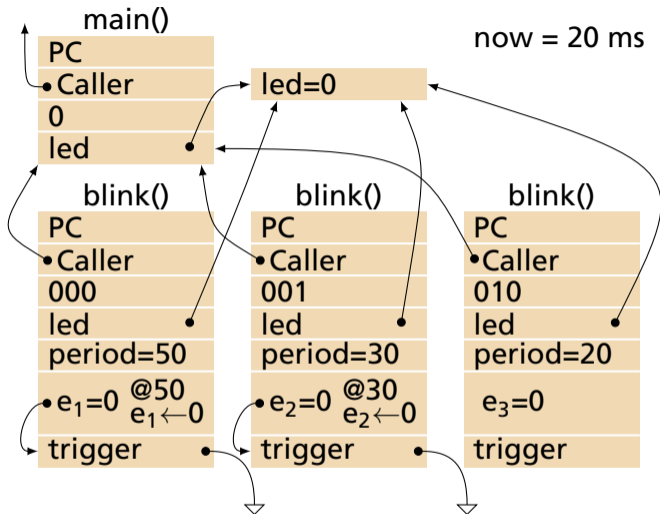 main()
PC
Caller
0
led
led=0
now = 20 ms
blink()
PC
Caller
000
led
period=50
e₁=0 @50
e₁←0
trigger
blink()
PC
Caller
001
led
period=30
e₂=0 @30
e₂←0
trigger
blink()
PC
Caller
010
led
period=20
e₃=0
trigger